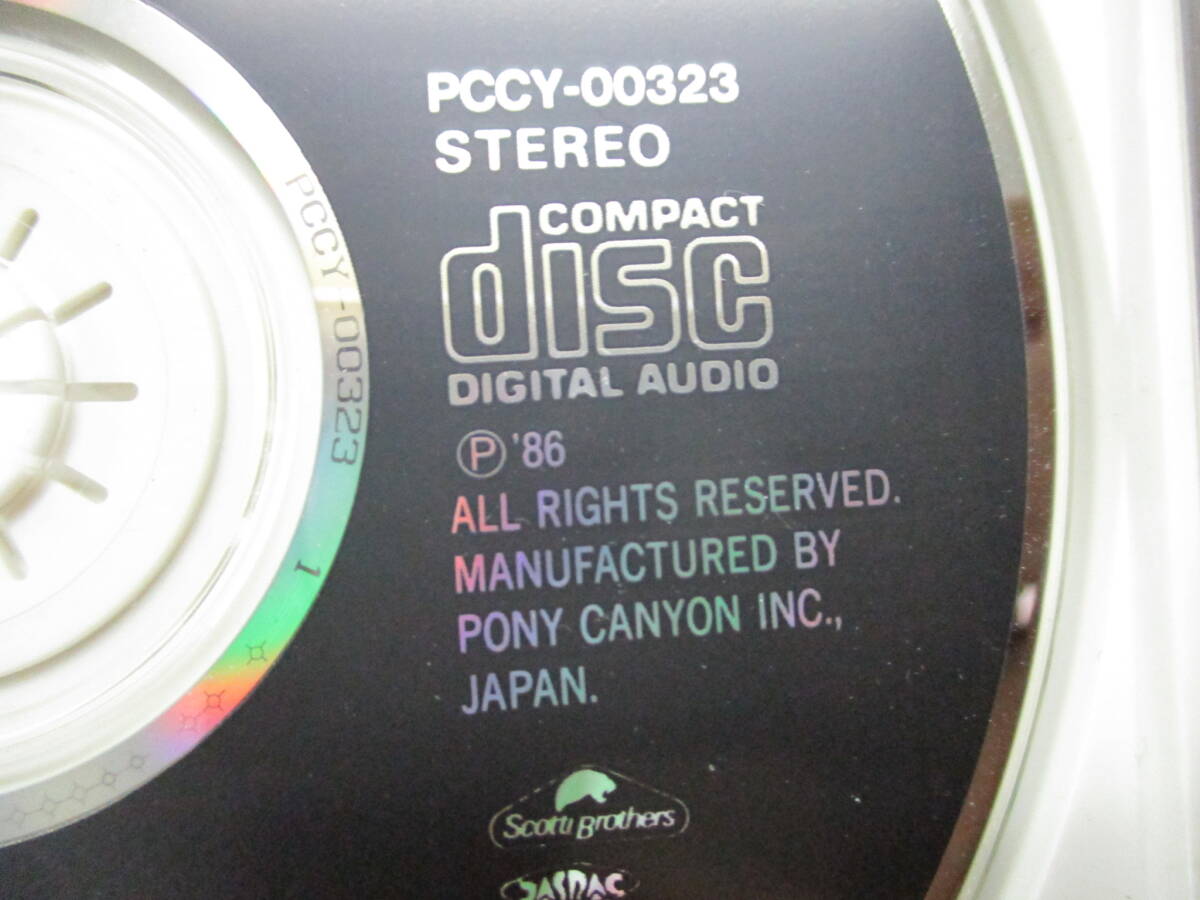 PCCY-00323
STEREO
COMPACT
disc
DIGITAL AUDIO
Ⓟ '86
ALL RIGHTS RESERVED.
MANUFACTURED BY
PONY CANYON INC.,
JAPAN.
Scotti Brothers
JASRAC
PCCY-00323
1